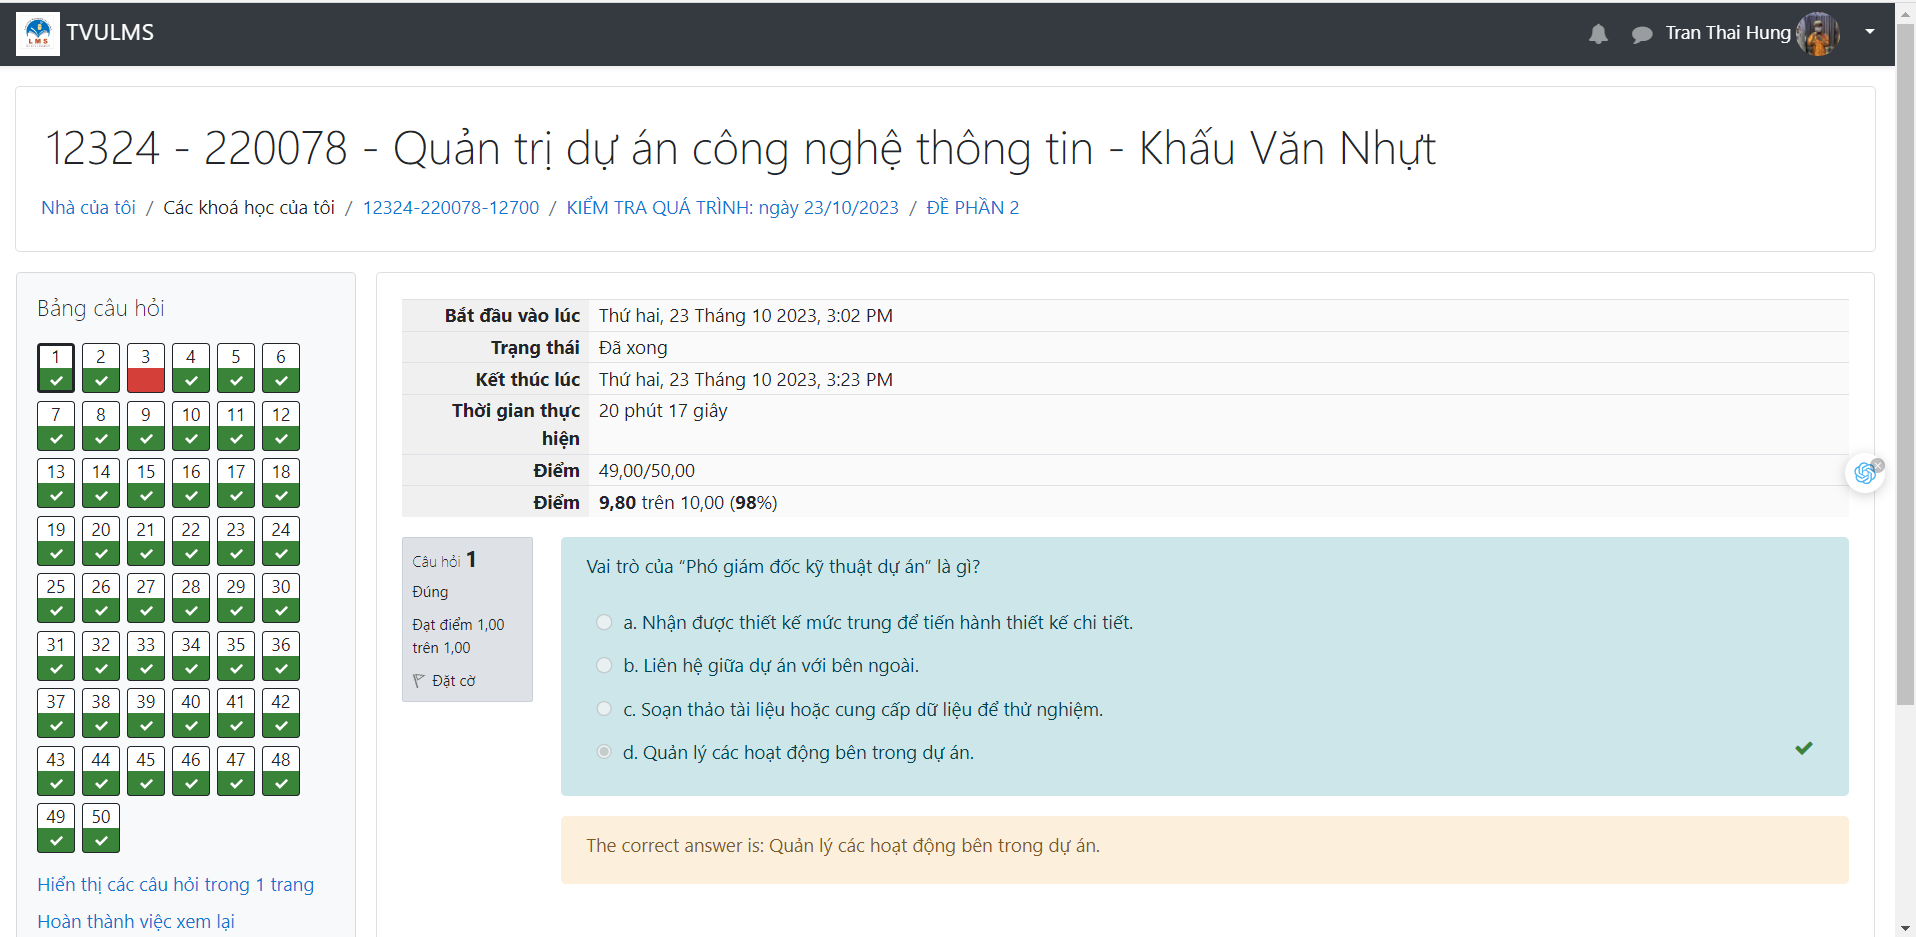 LMS
TVULMS
Tran Thai Hung
12324 - 220078 - Quản trị dự án công nghệ thông tin - Khấu Văn Nhựt
Nhà của tôi / Các khoá học của tôi / 12324-220078-12700 / KIỂM TRA QUÁ TRÌNH: ngày 23/10/2023 / ĐỀ PHẦN 2
Bảng câu hỏi
1 2 3 4 5 6
7 8 9 10 11 12
13 14 15 16 17 18
19 20 21 22 23 24
25 26 27 28 29 30
31 32 33 34 35 36
37 38 39 40 41 42
43 44 45 46 47 48
49 50
Hiển thị các câu hỏi trong 1 trang
Hoàn thành việc xem lại
Bắt đầu vào lúc Thứ hai, 23 Tháng 10 2023, 3:02 PM
Trạng thái Đã xong
Kết thúc lúc Thứ hai, 23 Tháng 10 2023, 3:23 PM
Thời gian thực 20 phút 17 giây
hiện
Điểm 49,00/50,00
Điểm 9,80 trên 10,00 (98%)
Câu hỏi 1
Đúng
Đạt điểm 1,00
trên 1,00
Đặt cờ
Vai trò của “Phó giám đốc kỹ thuật dự án” là gì?
a. Nhận được thiết kế mức trung để tiến hành thiết kế chi tiết.
b. Liên hệ giữa dự án với bên ngoài.
c. Soạn thảo tài liệu hoặc cung cấp dữ liệu để thử nghiệm.
d. Quản lý các hoạt động bên trong dự án.
The correct answer is: Quản lý các hoạt động bên trong dự án.